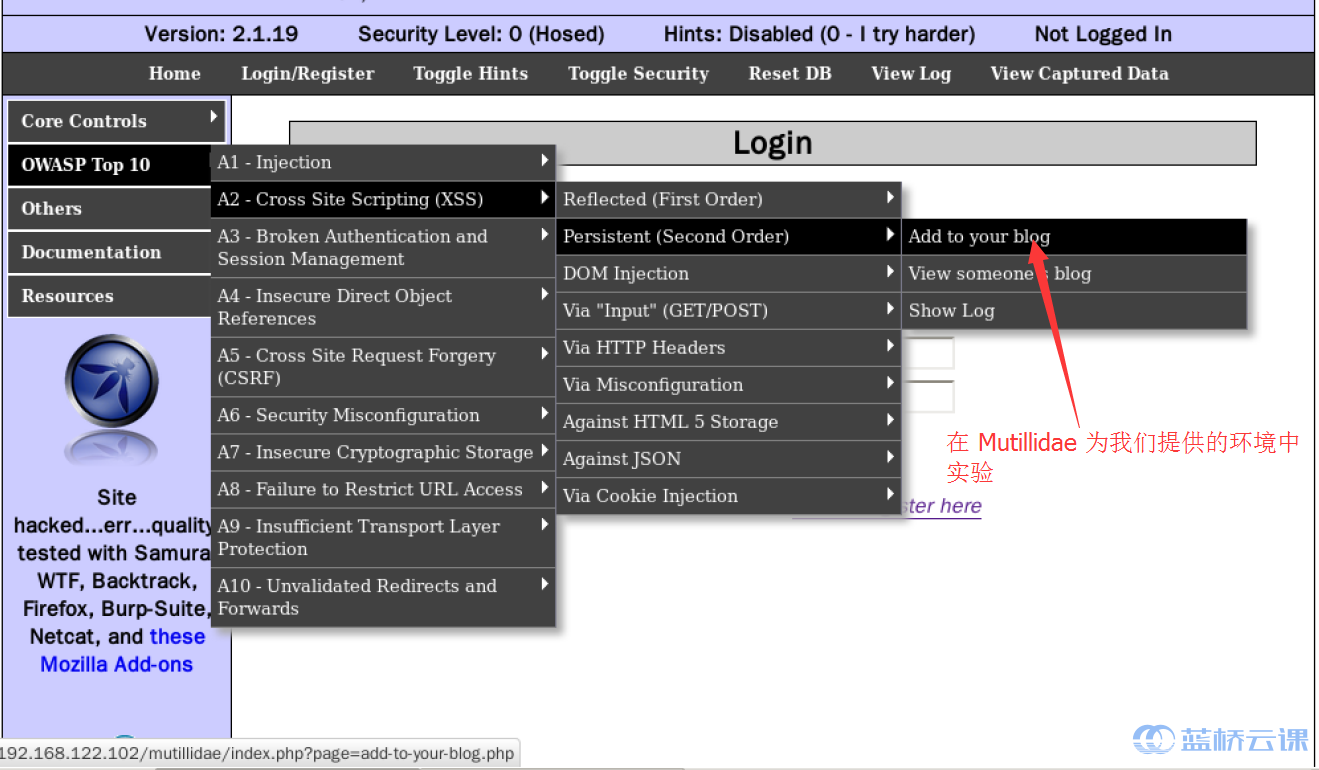 Version: 2.1.19 Security Level: 0 (Hosed) Hints: Disabled (0 - I try harder) Not Logged In
Home Login/Register Toggle Hints Toggle Security Reset DB View Log View Captured Data
Core Controls
OWASP Top 10
Others
Documentation
Resources
Login
A1 - Injection
A2 - Cross Site Scripting (XSS)
A3 - Broken Authentication and
Session Management
A4 - Insecure Direct Object
References
A5 - Cross Site Request Forgery
(CSRF)
A6 - Security Misconfiguration
A7 - Insecure Cryptographic Storage
A8 - Failure to Restrict URL Access
A9 - Insufficient Transport Layer
Protection
A10 - Unvalidated Redirects and
Forwards
Reflected (First Order)
Persistent (Second Order)
DOM Injection
Via "Input" (GET/POST)
Via HTTP Headers
Via Misconfiguration
Against HTML 5 Storage
Against JSON
Via Cookie Injection
Add to your blog
View someone's blog
Show Log
在 Mutillidae 为我们提供的环境中
实验
ster here
Site
hacked...err...quality
tested with Samura
WTF, Backtrack,
Firefox, Burp-Suite,
Netcat, and these
Mozilla Add-ons
192.168.122.102/mutillidae/index.php?page=add-to-your-blog.php
蓝桥云课